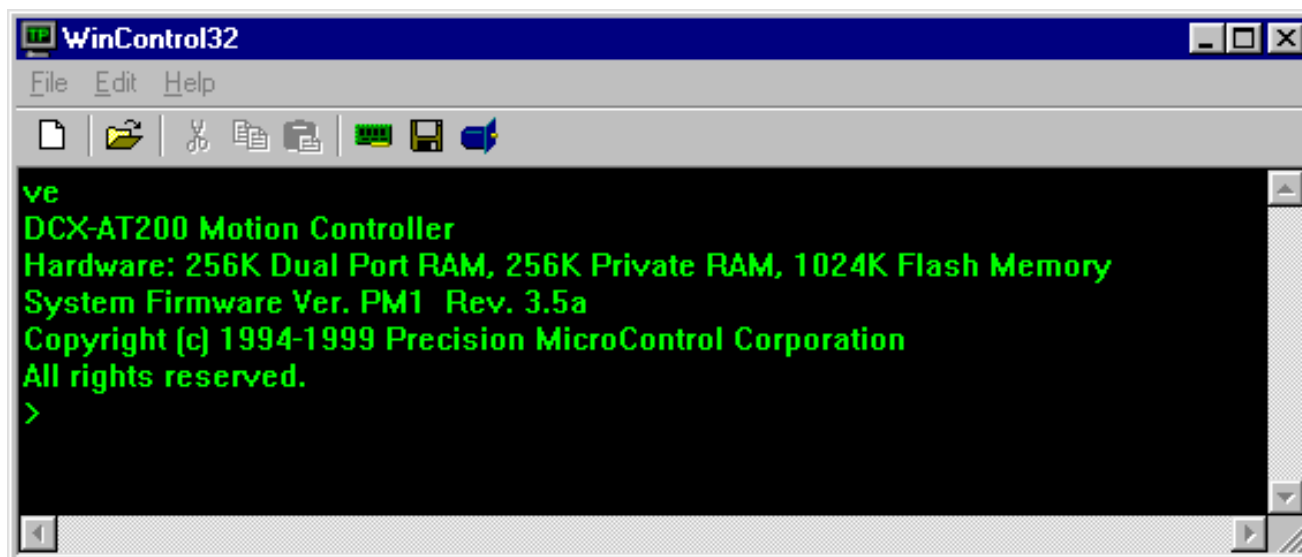 TP WinControl32
File Edit Help
ve
DCX-AT200 Motion Controller
Hardware: 256K Dual Port RAM, 256K Private RAM, 1024K Flash Memory
System Firmware Ver. PM1 Rev. 3.5a
Copyright (c) 1994-1999 Precision MicroControl Corporation
All rights reserved.
>